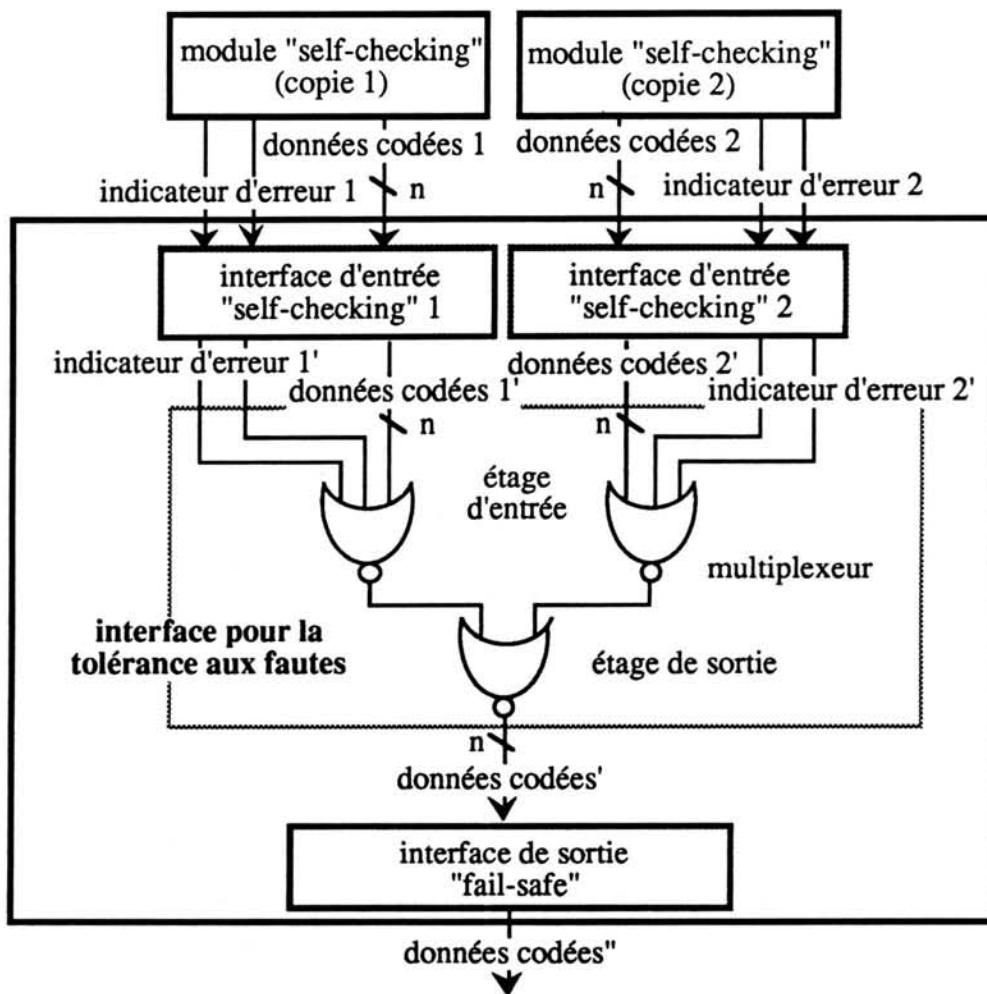 module "self-checking"
(copie 1)
module "self-checking"
(copie 2)
données codées 1
données codées 2
indicateur d'erreur 1
n
n
indicateur d'erreur 2
interface d'entrée
"self-checking" 1
interface d'entrée
"self-checking" 2
indicateur d'erreur 1'
données codées 2'
données codées 1'
indicateur d'erreur 2'
n
n
étage
d'entrée
multiplexeur
interface pour la
tolérance aux fautes
étage de sortie
n
données codées'
interface de sortie
"fail-safe"
données codées"